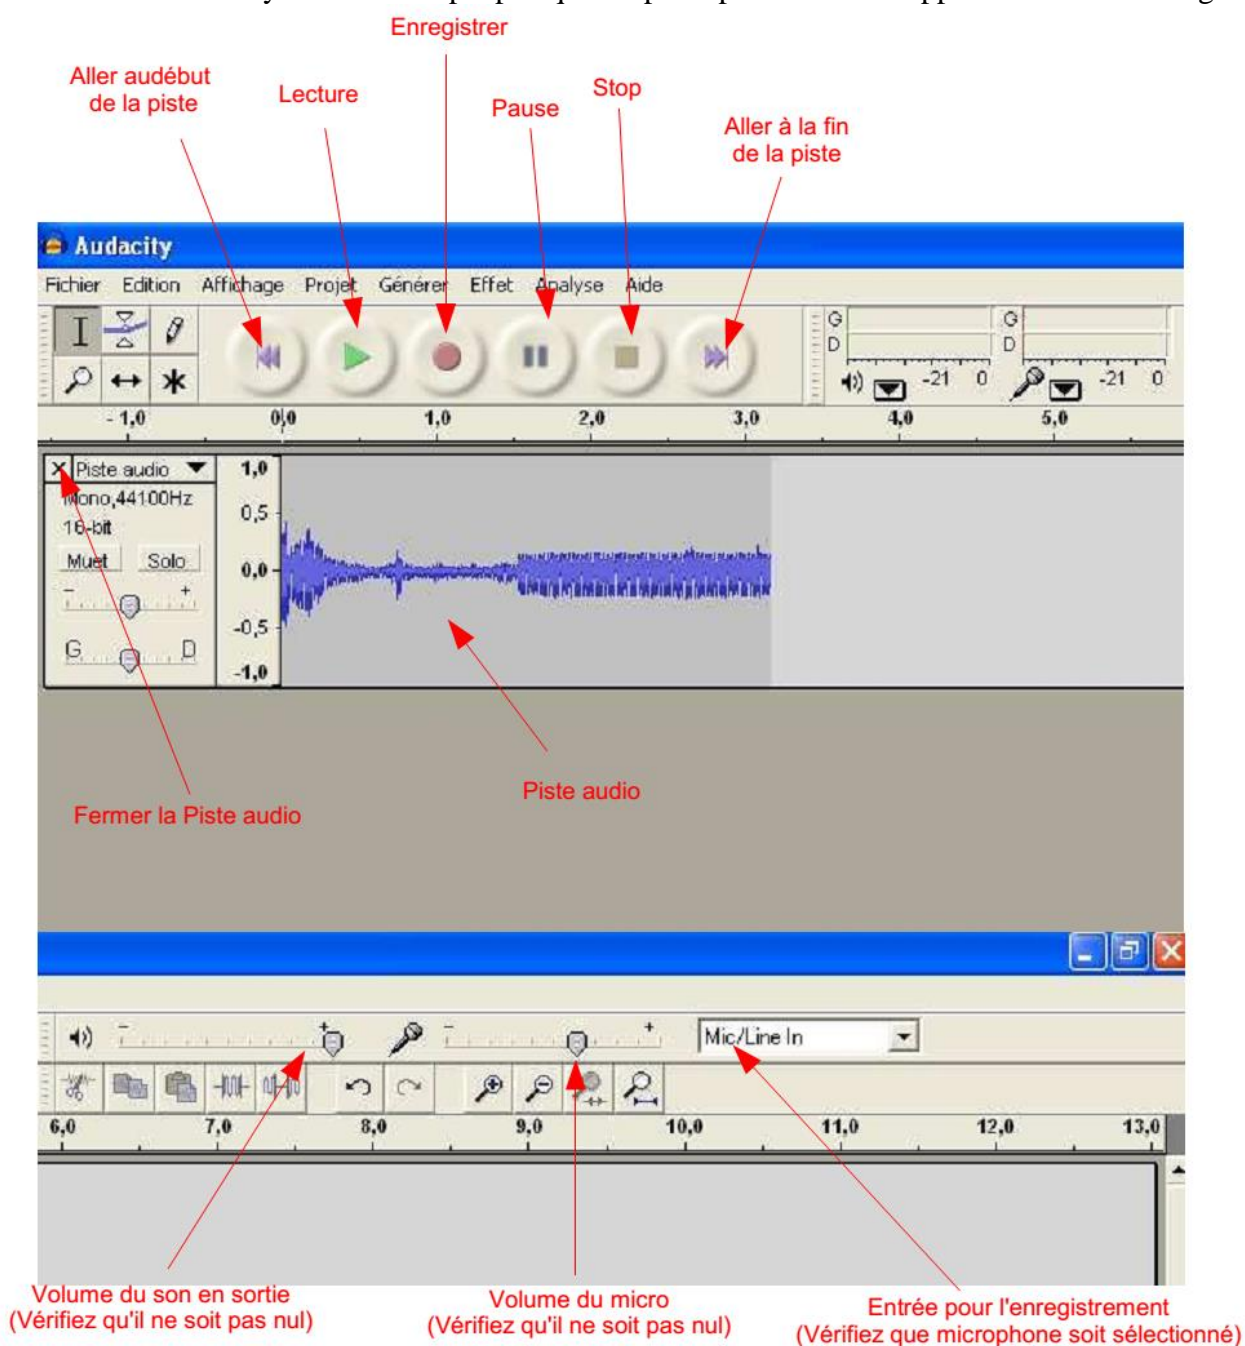 Enregistrer
Aller audébut
de la piste
Lecture
Pause
Stop
Aller à la fin
de la piste
Audacity
Fichier Edition Affichage Projet Générer Effet Analyse Aide
G G
D D
-21 0 -21 0
- 1,0 0,0 1,0 2,0 3,0 4,0 5,0
X Piste audio 1,0
Mono,44100Hz
0,5
16-bit
Muet Solo 0,0
- +
-0,5
G D
-1,0
Piste audio
Fermer la Piste audio
- + - + Mic/Line In
6,0 7,0 8,0 9,0 10,0 11,0 12,0 13,0
Volume du son en sortie
(Vérifiez qu'il ne soit pas nul)
Volume du micro
(Vérifiez qu'il ne soit pas nul)
Entrée pour l'enregistrement
(Vérifiez que microphone soit sélectionné)